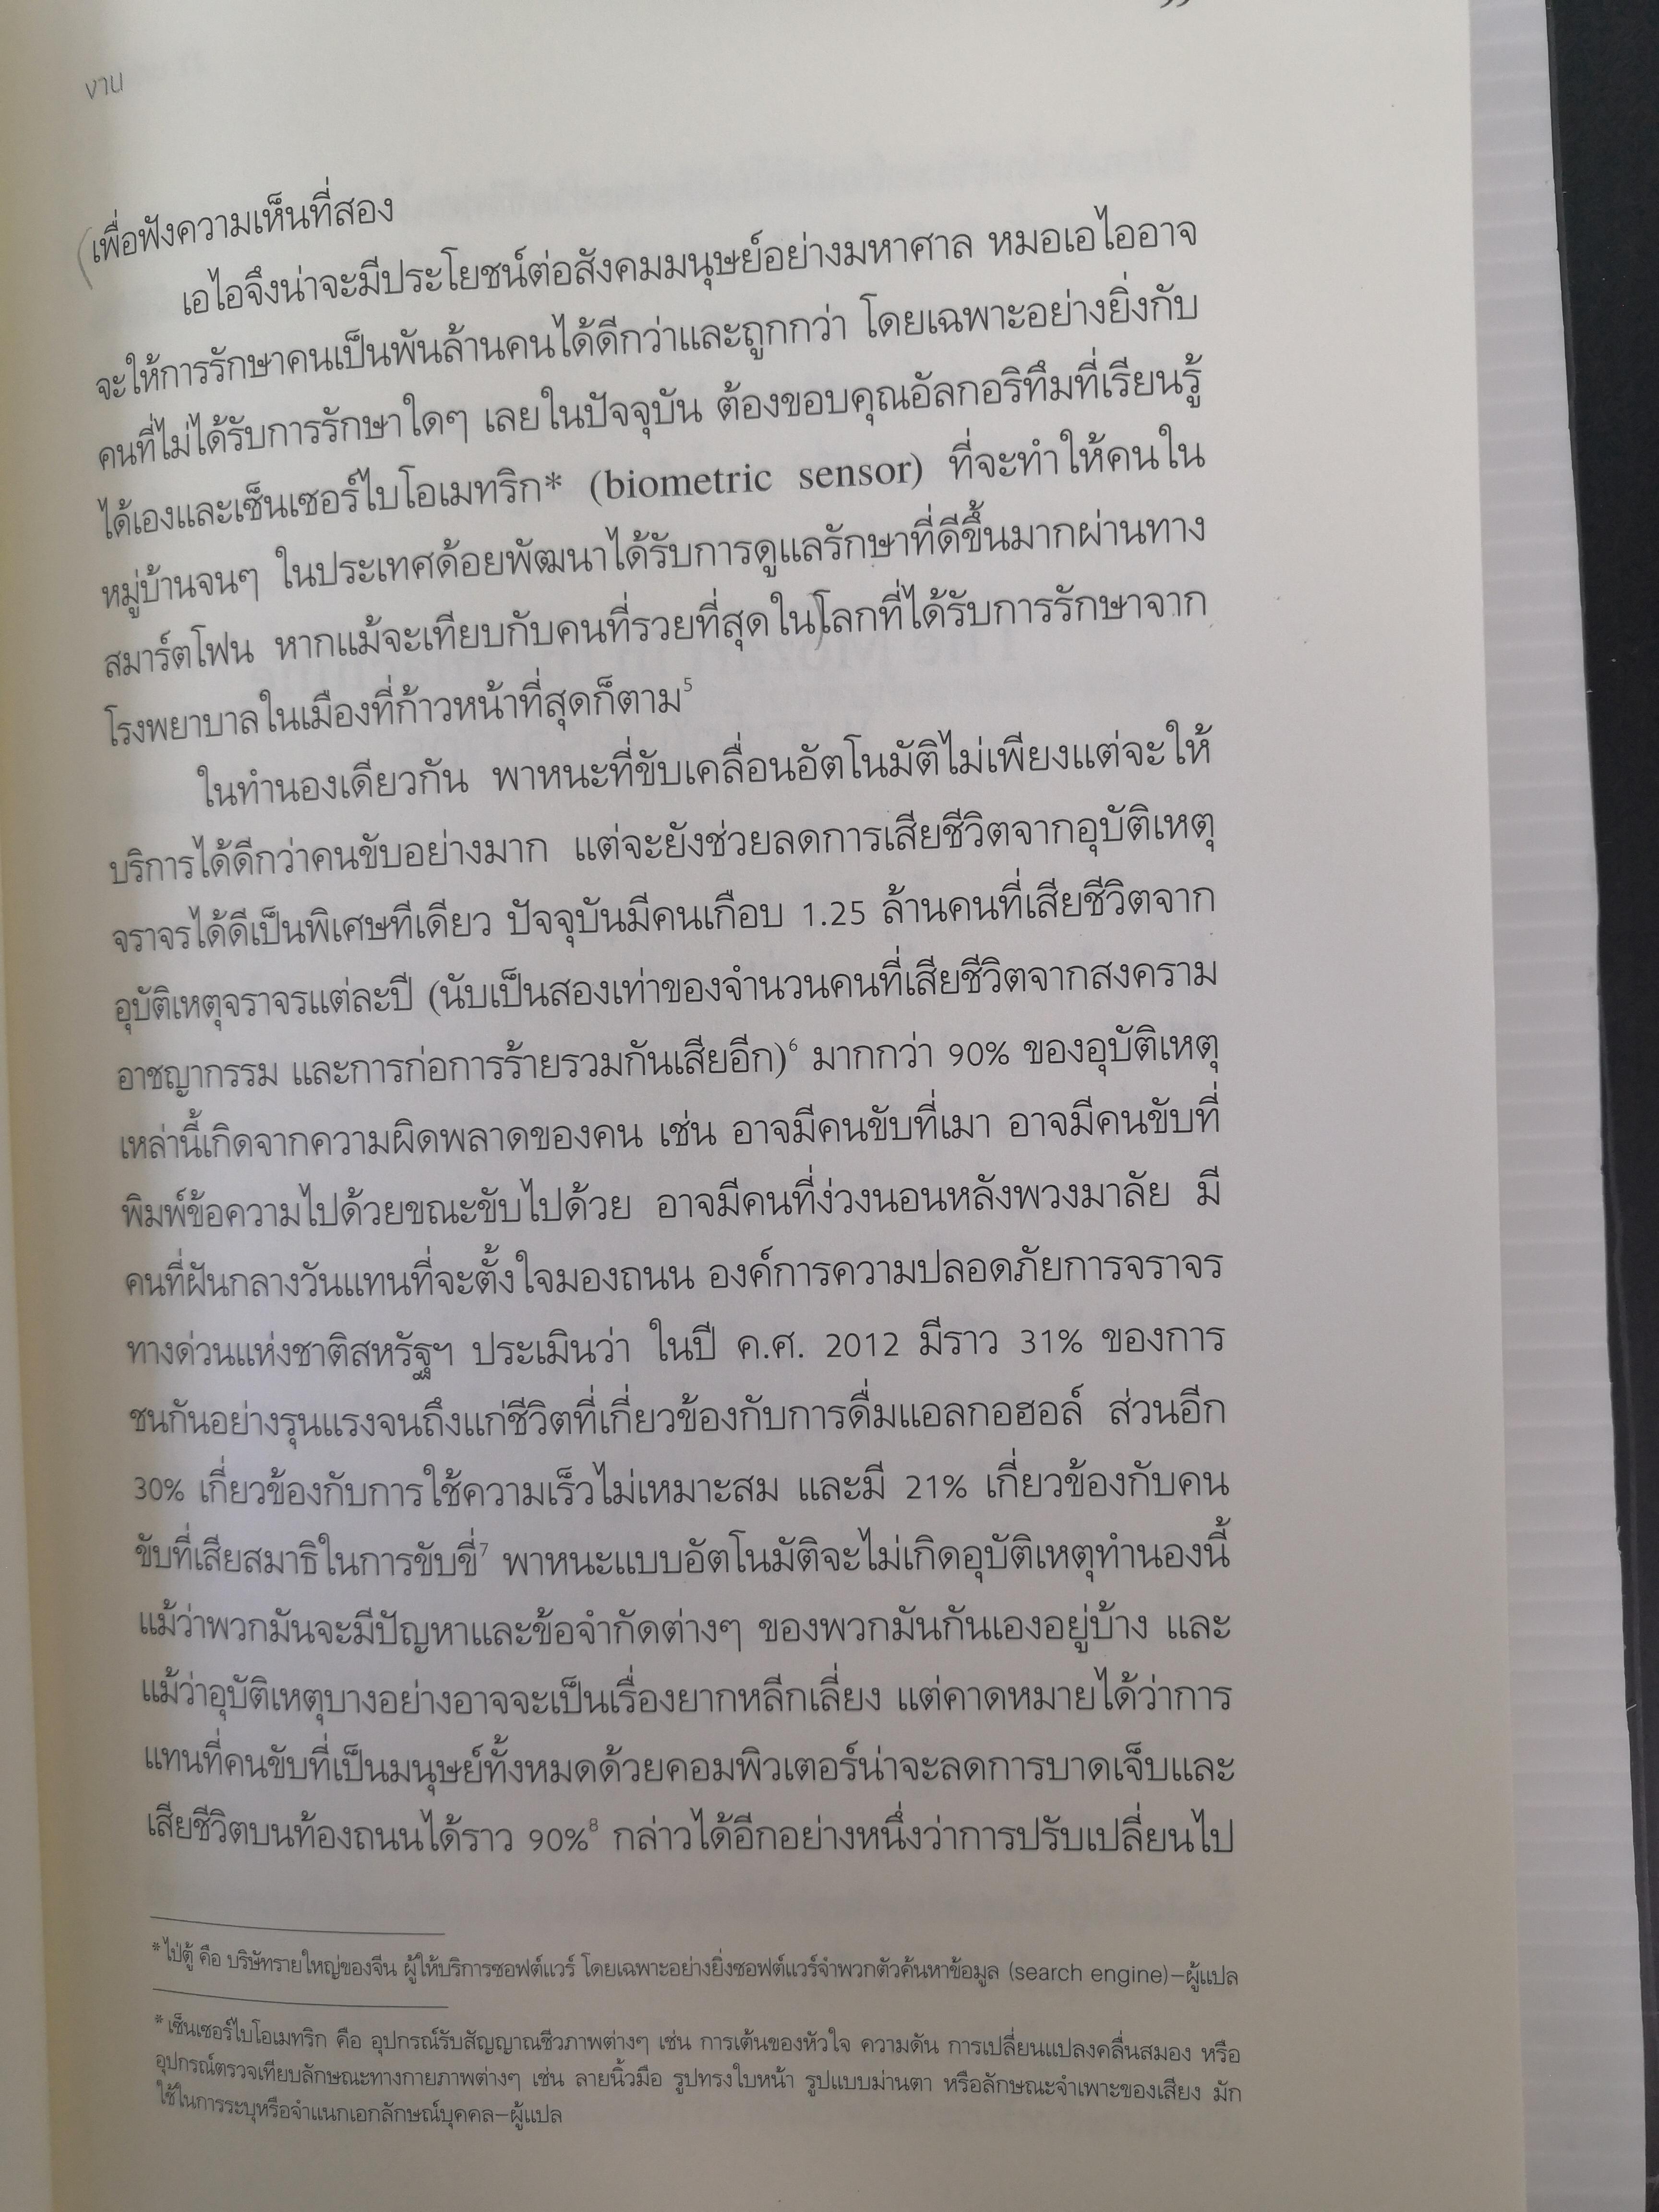 งาน
เพื่อฟังความเห็นที่สอง
เอไอจึงน่าจะมีประโยชน์ต่อสังคมมนุษย์อย่างมหาศาล หมอเอไออาจ
จะให้การรักษาคนเป็นพันล้านคนได้ดีกว่าและถูกกว่า โดยเฉพาะอย่างยิ่งกับ
คนที่ไม่ได้รับการรักษาใดๆ เลยในปัจจุบัน ต้องขอบคุณอัลกอริทึมที่เรียนรู้
ได้เองและเซ็นเซอร์ไบโอเมทริก* (biometric sensor) ที่จะทำให้คนใน
หมู่บ้านจนๆ ในประเทศด้อยพัฒนาได้รับการดูแลรักษาที่ดีขึ้นมากผ่านทาง
สมาร์ตโฟน หากแม้จะเทียบกับคนที่รวยที่สุดในโลกที่ได้รับการรักษาจาก
โรงพยาบาลในเมืองที่ก้าวหน้าที่สุดก็ตาม⁵
ในทำนองเดียวกัน พาหนะที่ขับเคลื่อนอัตโนมัติไม่เพียงแต่จะให้
บริการได้ดีกว่าคนขับอย่างมาก แต่จะยังช่วยลดการเสียชีวิตจากอุบัติเหตุ
จราจรได้ดีเป็นพิเศษทีเดียว ปัจจุบันมีคนเกือบ 1.25 ล้านคนที่เสียชีวิตจาก
อุบัติเหตุจราจรแต่ละปี (นับเป็นสองเท่าของจำนวนคนที่เสียชีวิตจากสงคราม
อาชญากรรม และการก่อการร้ายรวมกันเสียอีก)⁶ มากกว่า 90% ของอุบัติเหตุ
เหล่านี้เกิดจากความผิดพลาดของคน เช่น อาจมีคนขับที่เมา อาจมีคนขับที่
พิมพ์ข้อความไปด้วยขณะขับไปด้วย อาจมีคนที่ง่วงนอนหลังพวงมาลัย มี
คนที่ฝันกลางวันแทนที่จะตั้งใจมองถนน องค์การความปลอดภัยการจราจร
ทางด่วนแห่งชาติสหรัฐฯ ประเมินว่า ในปี ค.ศ. 2012 มีราว 31% ของการ
ชนกันอย่างรุนแรงจนถึงแก่ชีวิตที่เกี่ยวข้องกับการดื่มแอลกอฮอล์ ส่วนอีก
30% เกี่ยวข้องกับการใช้ความเร็วไม่เหมาะสม และมี 21% เกี่ยวข้องกับคน
ขับที่เสียสมาธิในการขับขี่⁷ พาหนะแบบอัตโนมัติจะไม่เกิดอุบัติเหตุทำนองนี้
แม้ว่าพวกมันจะมีปัญหาและข้อจำกัดต่างๆ ของพวกมันกันเองอยู่บ้าง และ
แม้ว่าอุบัติเหตุบางอย่างอาจจะเป็นเรื่องยากหลีกเลี่ยง แต่คาดหมายได้ว่าการ
แทนที่คนขับที่เป็นมนุษย์ทั้งหมดด้วยคอมพิวเตอร์น่าจะลดการบาดเจ็บและ
เสียชีวิตบนท้องถนนได้ราว 90%⁸ กล่าวได้อีกอย่างหนึ่งว่าการปรับเปลี่ยนไป
* ไป่ตู้ คือ บริษัทรายใหญ่ของจีน ผู้ให้บริการซอฟต์แวร์ โดยเฉพาะอย่างยิ่งซอฟต์แวร์จำพวกตัวค้นหาข้อมูล (search engine)—ผู้แปล
* เซ็นเซอร์ไบโอเมทริก คือ อุปกรณ์รับสัญญาณชีวภาพต่างๆ เช่น การเต้นของหัวใจ ความดัน การเปลี่ยนแปลงคลื่นสมอง หรือ
อุปกรณ์ตรวจเทียบลักษณะทางกายภาพต่างๆ เช่น ลายนิ้วมือ รูปทรงใบหน้า รูปแบบม่านตา หรือลักษณะจำเพาะของเสียง มัก
ใช้ในการระบุหรือจำแนกเอกลักษณ์บุคคล—ผู้แปล